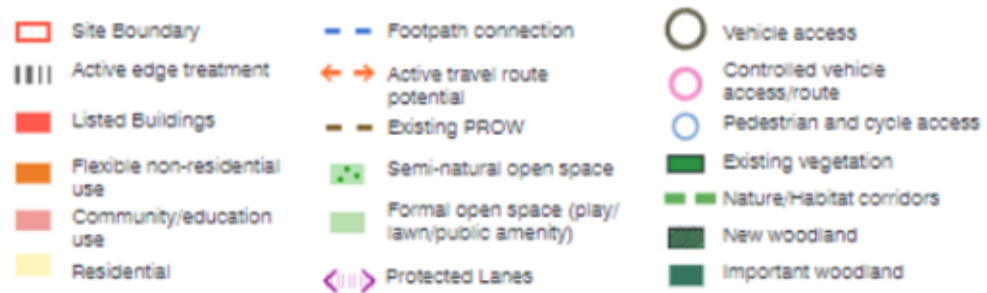 Site Boundary
Active edge treatment
Listed Buildings
Flexible non-residential
use
Community/education
use
Residential
Footpath connection
Active travel route
potential
Existing PROW
Semi-natural open space
Formal open space (play/
lawn/public amenity)
Protected Lanes
Vehicle access
Controlled vehicle
access/route
Pedestrian and cycle access
Existing vegetation
Nature/Habitat corridors
New woodland
Important woodland